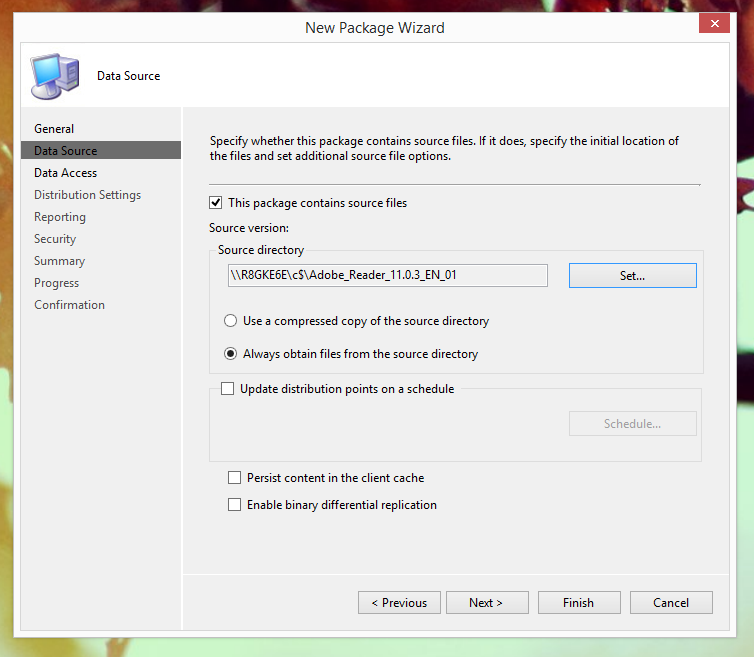 New Package Wizard
Data Source
General
Data Source
Data Access
Distribution Settings
Reporting
Security
Summary
Progress
Confirmation
Specify whether this package contains source files. If it does, specify the initial location of
the files and set additional source file options.
This package contains source files
Source version:
Source directory
\\R8GKE6E\c$\Adobe_Reader_11.0.3_EN_01
Set...
Use a compressed copy of the source directory
Always obtain files from the source directory
Update distribution points on a schedule
Schedule...
Persist content in the client cache
Enable binary differential replication
< Previous
Next >
Finish
Cancel